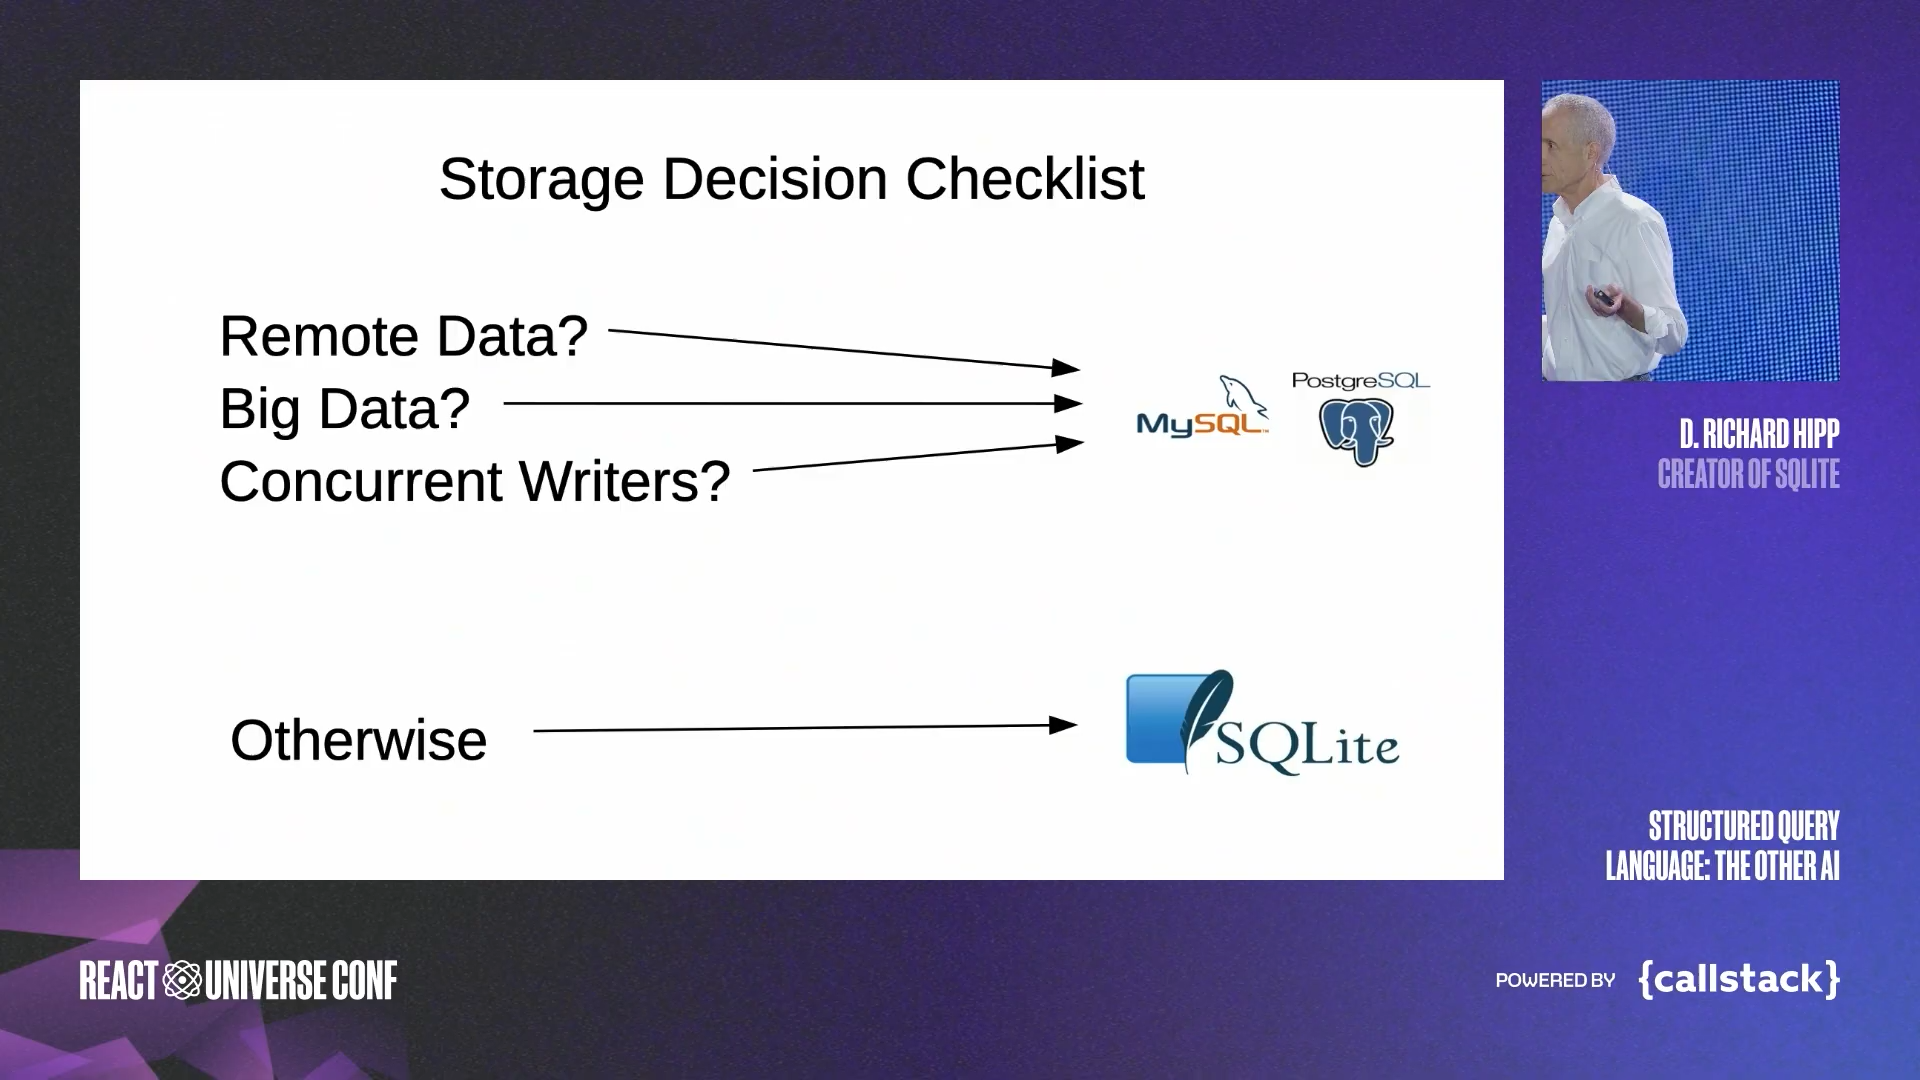 Storage Decision Checklist
Remote Data?
Big Data?
Concurrent Writers?
MySQL™
PostgreSQL
Otherwise
SQLite
D. RICHARD HIPP
CREATOR OF SQLITE
STRUCTURED QUERY
LANGUAGE: THE OTHER AI
REACT UNIVERSE CONF
POWERED BY {callstack}